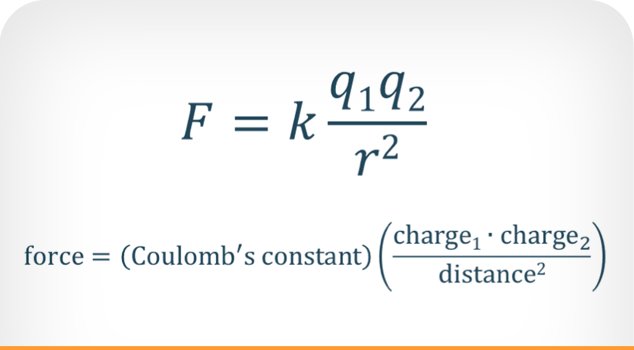 F = k q₁q₂ / r²
force = (Coulomb's constant) (charge₁ · charge₂ / distance²)